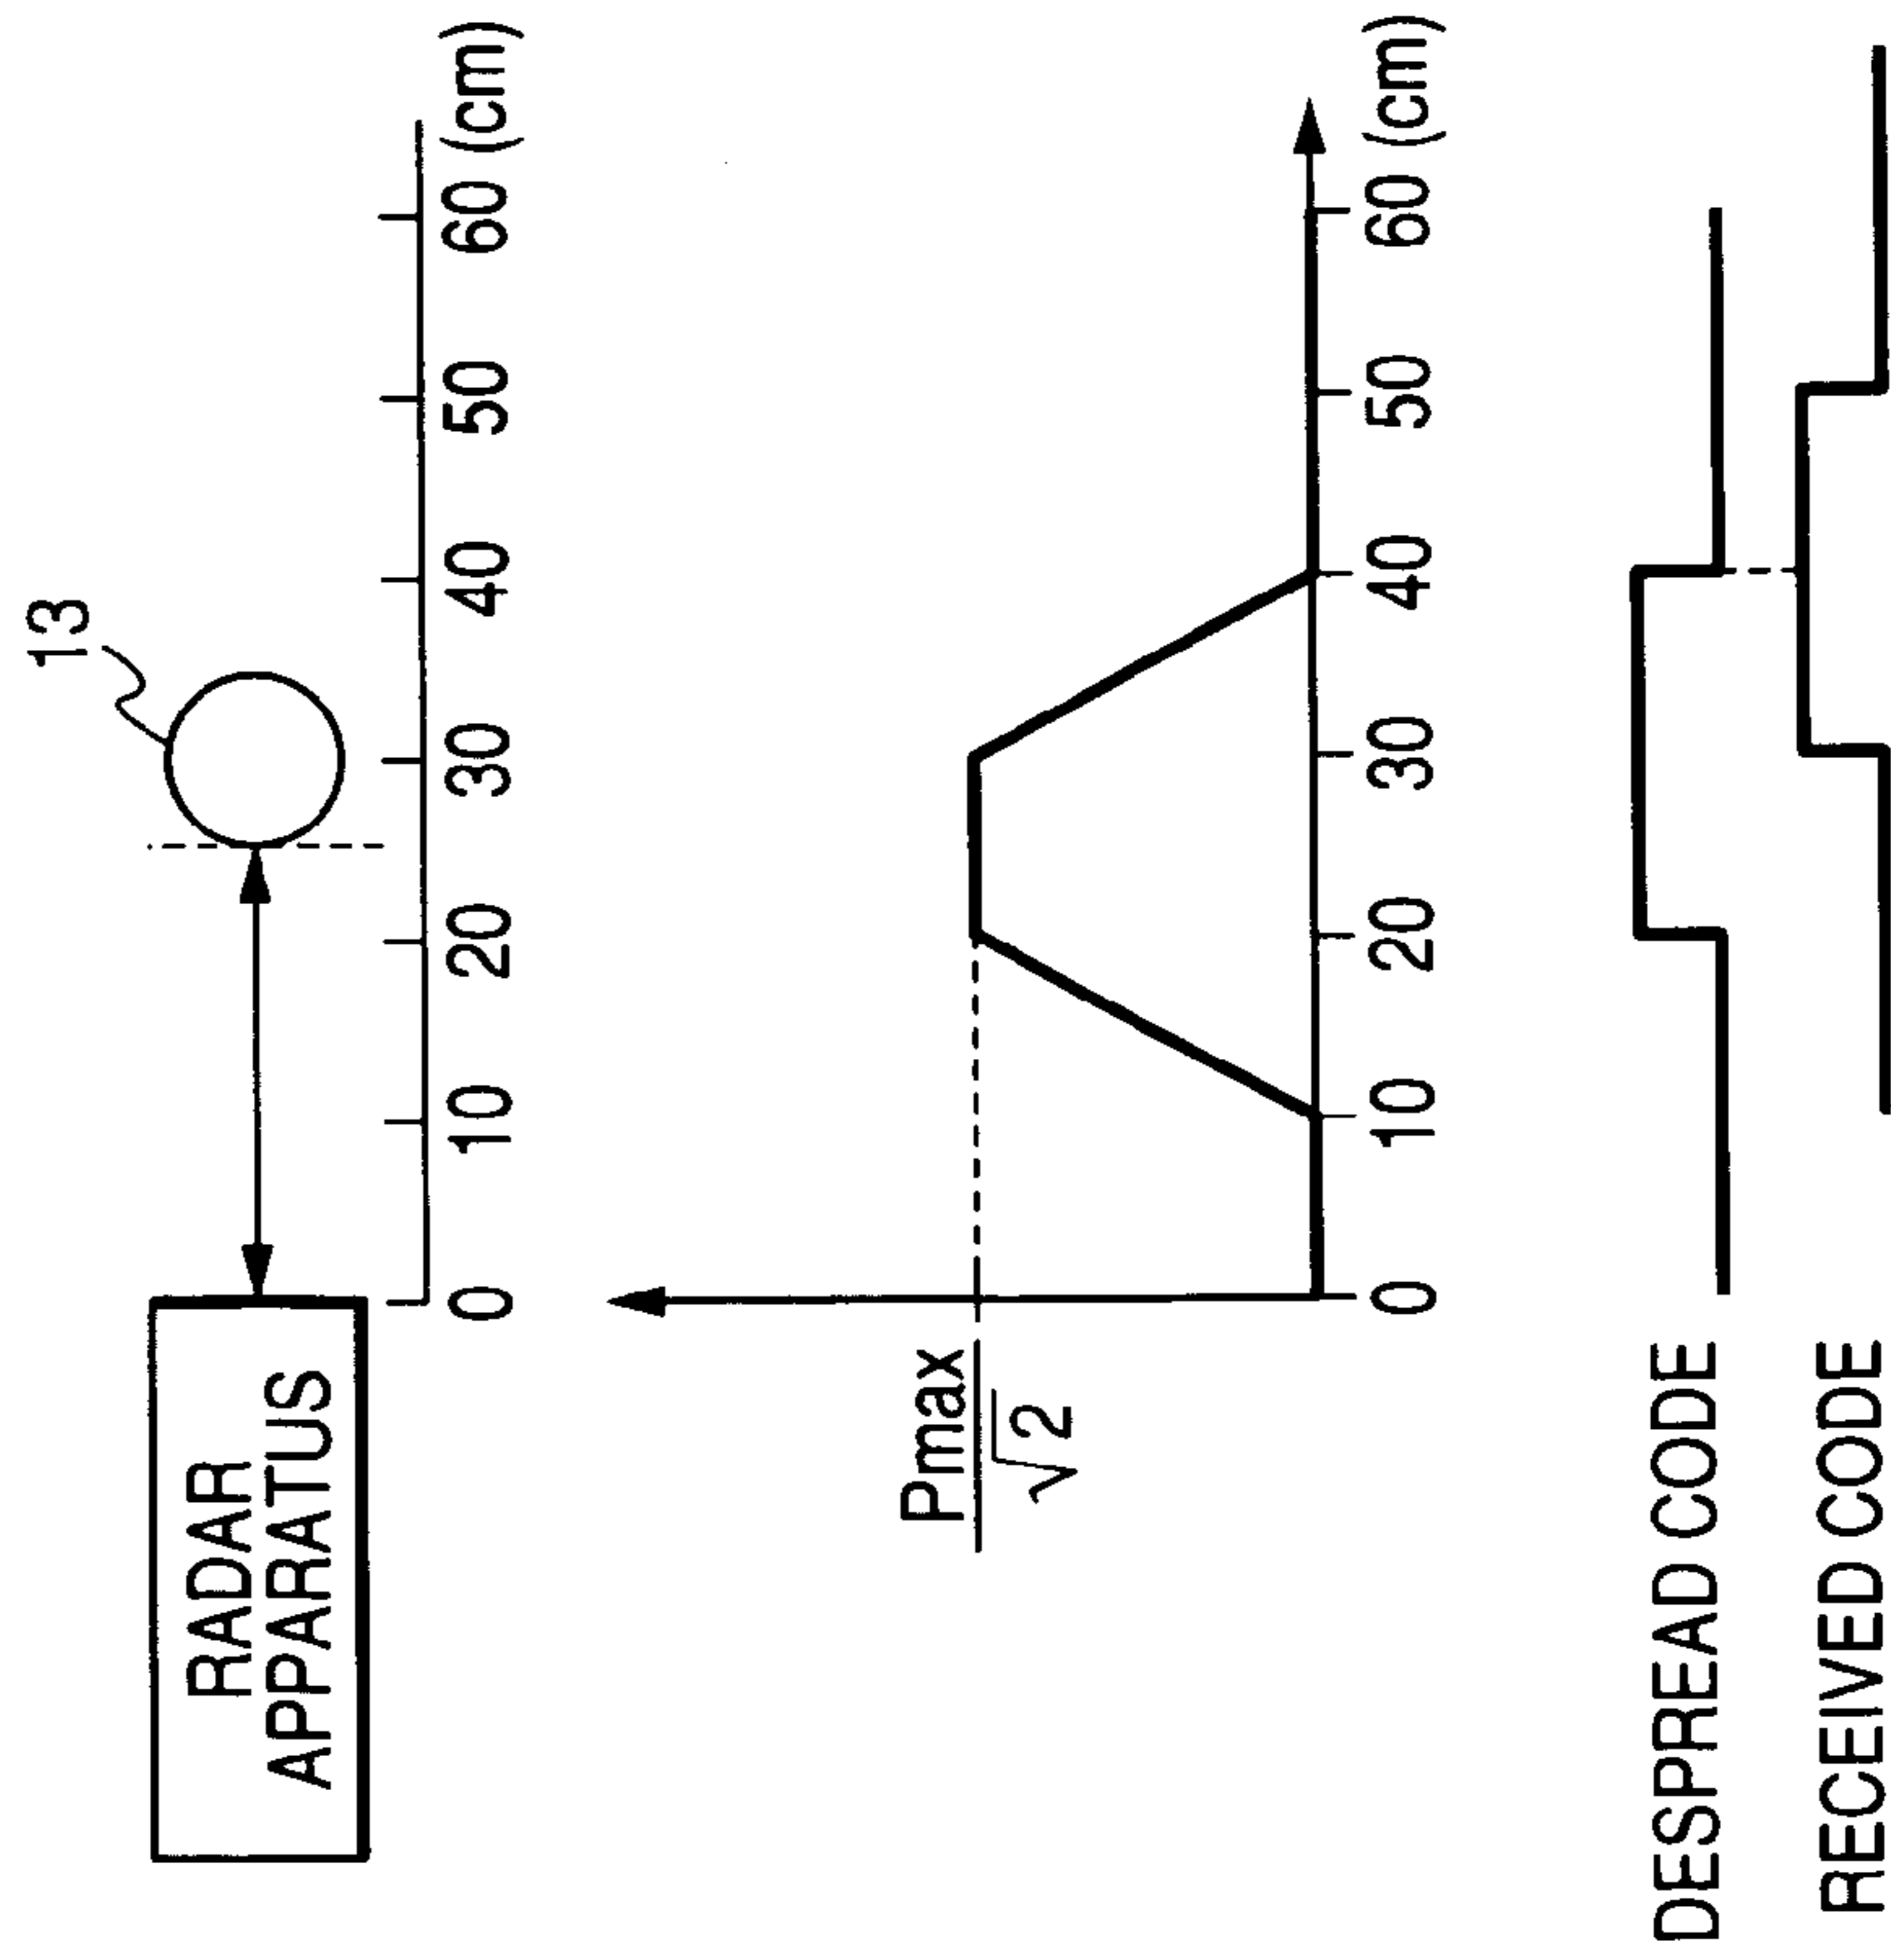 13
RADAR
APPARATUS
0 10 20 30 40 50 60 (cm)
Pmax
√2
0 10 20 30 40 50 60 (cm)
DESPREAD CODE
RECEIVED CODE